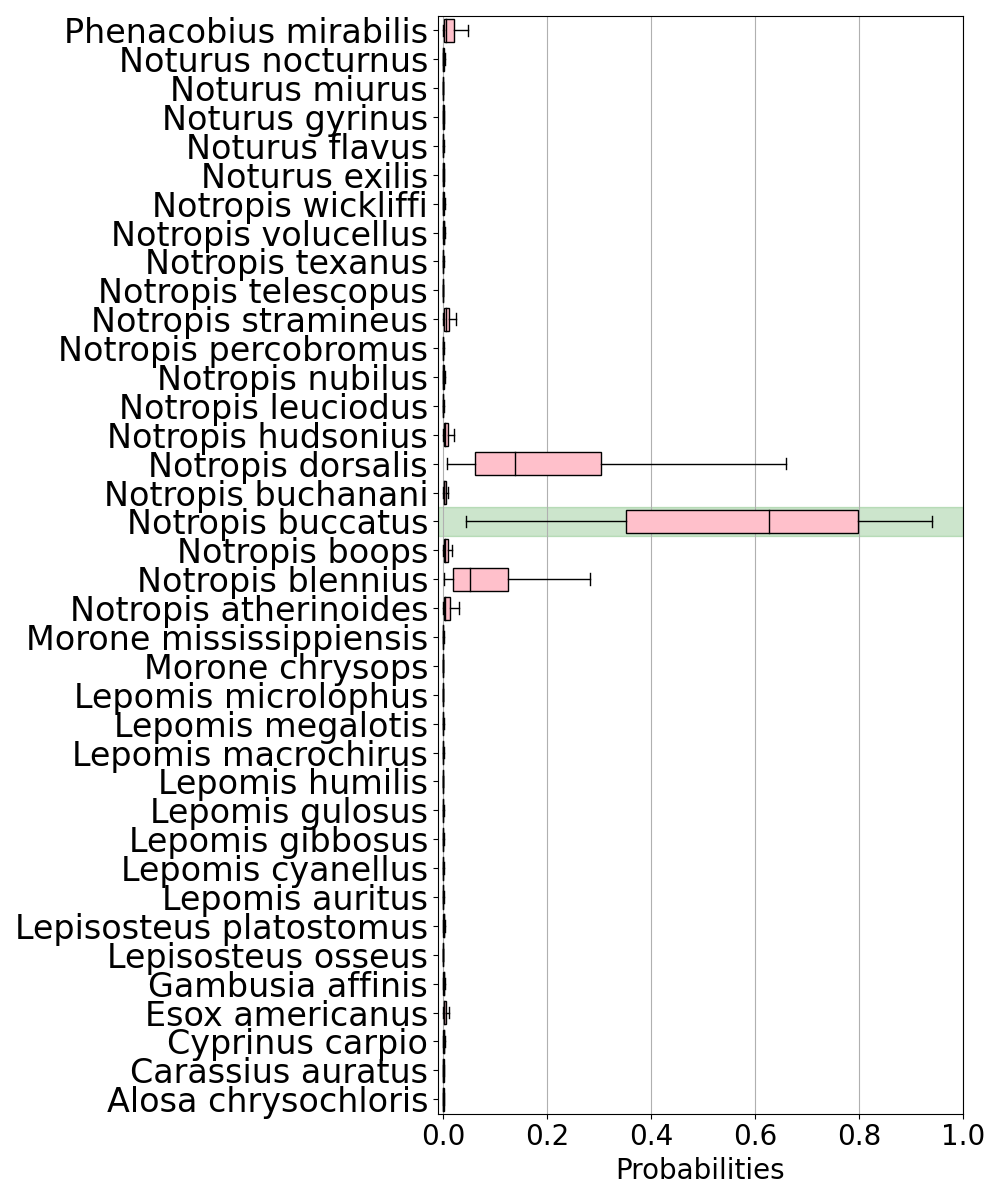 Phenacobius mirabilis
Noturus nocturnus
Noturus miurus
Noturus gyrinus
Noturus flavus
Noturus exilis
Notropis wickliffi
Notropis volucellus
Notropis texanus
Notropis telescopus
Notropis stramineus
Notropis percobromus
Notropis nubilus
Notropis leuciodus
Notropis hudsonius
Notropis dorsalis
Notropis buchanani
Notropis buccatus
Notropis boops
Notropis blennius
Notropis atherinoides
Morone mississippiensis
Morone chrysops
Lepomis microlophus
Lepomis megalotis
Lepomis macrochirus
Lepomis humilis
Lepomis gulosus
Lepomis gibbosus
Lepomis cyanellus
Lepomis auritus
Lepisosteus platostomus
Lepisosteus osseus
Gambusia affinis
Esox americanus
Cyprinus carpio
Carassius auratus
Alosa chrysochloris
0.0 0.2 0.4 0.6 0.8 1.0
Probabilities